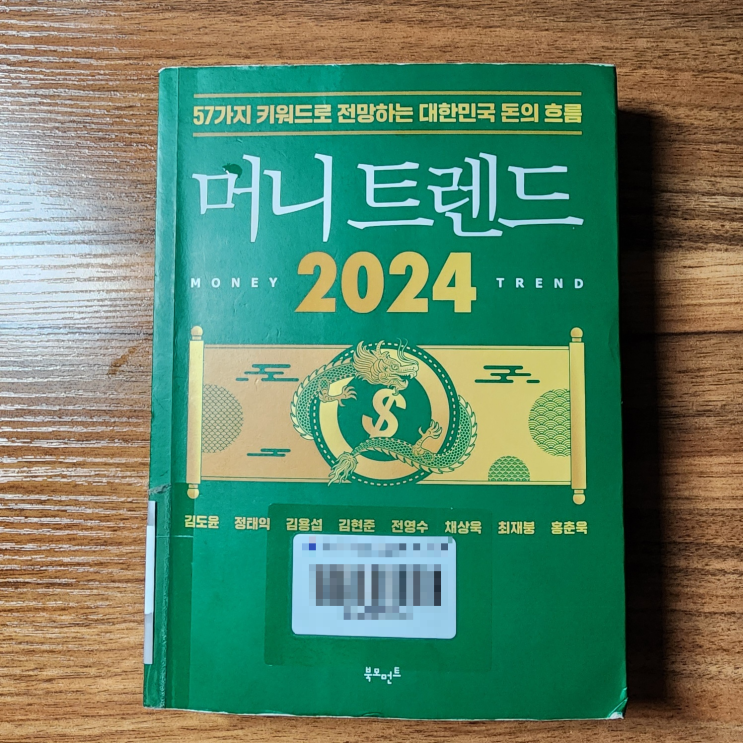 57가지 키워드로 전망하는 대한민국 돈의 흐름
머니 트렌드
MONEY 2024 TREND
$
김도윤 정태익 김용섭 김현준 전영수 채상욱 최재붕 홍춘욱
북모먼트